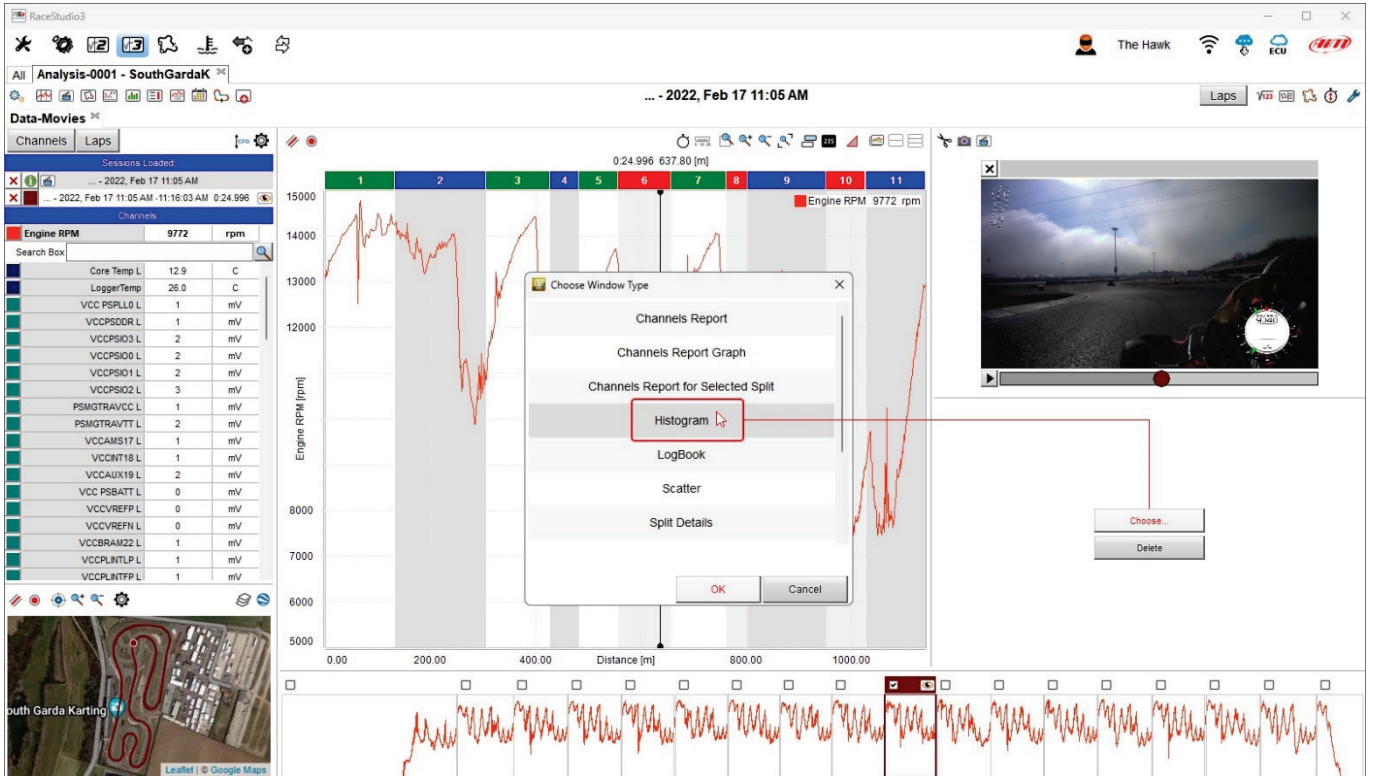 RaceStudio3
The Hawk
ECU
AIM
All Analysis-0001 - SouthGardaK
... - 2022, Feb 17 11:05 AM
Laps
Data-Movies
Channels Laps
0:24.996 637.80 [m]
Sessions Loaded:
... - 2022, Feb 17 11:05 AM
... - 2022, Feb 17 11:05 AM -11:16:03 AM 0:24.996
Channels
Engine RPM 9772 rpm
Search Box
Core Temp L 12.9 C
LoggerTemp 26.0 C
VCC PSPLL0 L 1 mV
VCCPSDDR L 1 mV
VCCPSIO3 L 2 mV
VCCPSIO0 L 2 mV
VCCPSIO1 L 2 mV
VCCPSIO2 L 3 mV
PSMGTRAVCC L 1 mV
PSMGTRAVTT L 2 mV
VCCAMS17 L 1 mV
VCCINT18 L 1 mV
VCCAUX19 L 2 mV
VCC PSBATT L 0 mV
VCCVREFP L 0 mV
VCCVREFN L 0 mV
VCCBRAM22 L 1 mV
VCCPLINTLP L 1 mV
VCCPLINTFP L 1 mV
1 2 3 4 5 6 7 8 9 10 11
Engine RPM 9772 rpm
15000
14000
13000
12000
8000
7000
6000
5000
Engine RPM [rpm]
0.00 200.00 400.00 Distance [m] 800.00 1000.00
Choose Window Type
Channels Report
Channels Report Graph
Channels Report for Selected Split
Histogram
LogBook
Scatter
Split Details
OK Cancel
Choose...
Delete
outh Garda Karting
Leaflet | © Google Maps